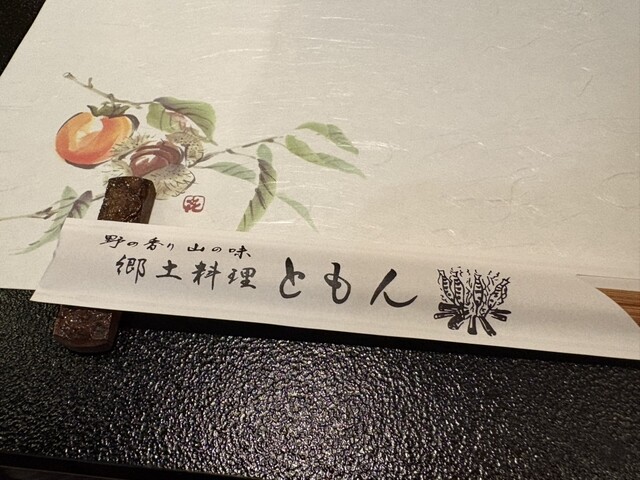 野の香り 山の味
郷土料理 ともん